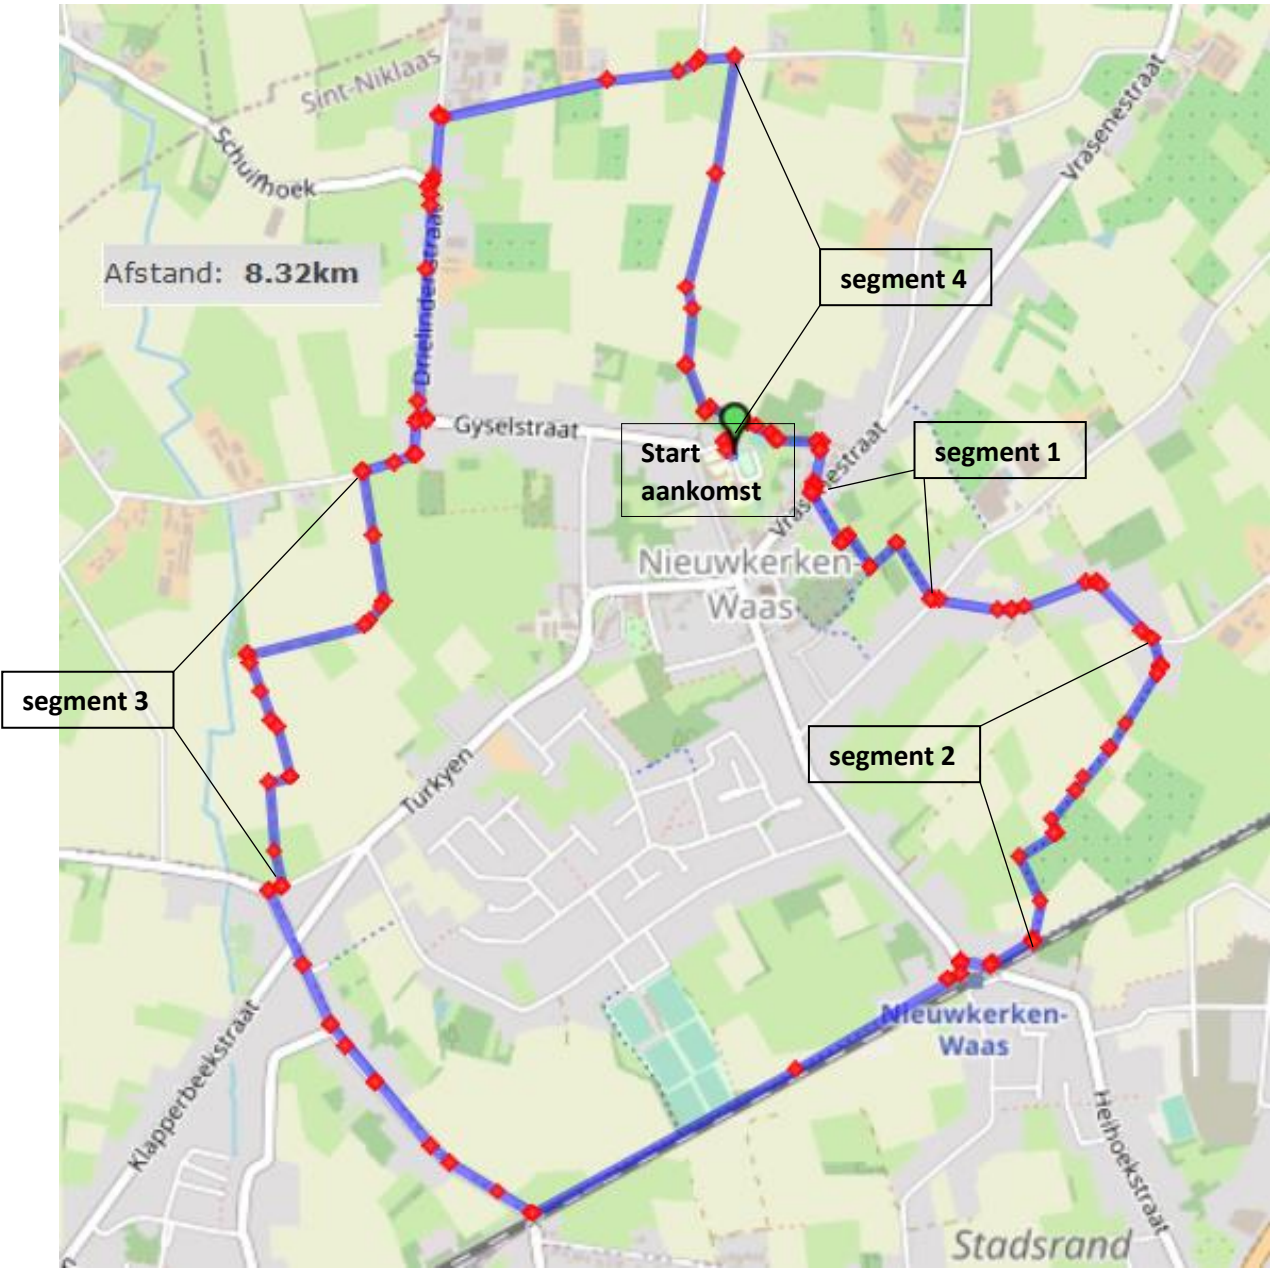 Sint-Niklaas
Vrasenestraat
Schuifhoek
Afstand: 8.32km
segment 4
Drielindenstraat
Gyselstraat
Start
aankomst
segment 1
Nieuwkerken-
Waas
segment 3
segment 2
Turkyen
Klapperbeekstraat
Nieuwkerken-
Waas
Heihoekstraat
Stadsrand